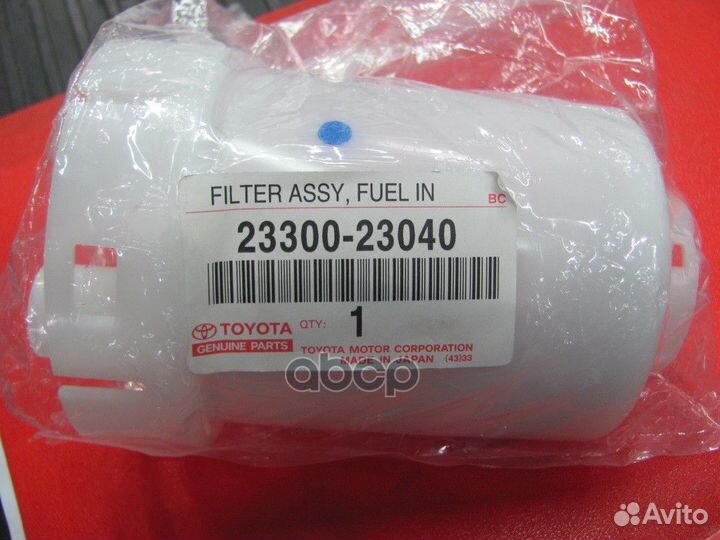 FILTER ASSY, FUEL IN
BC
23300-23040
TOYOTA
GENUINE PARTS
QTY: 1
TOYOTA MOTOR CORPORATION
MADE IN JAPAN (43)33
abcp
Avito